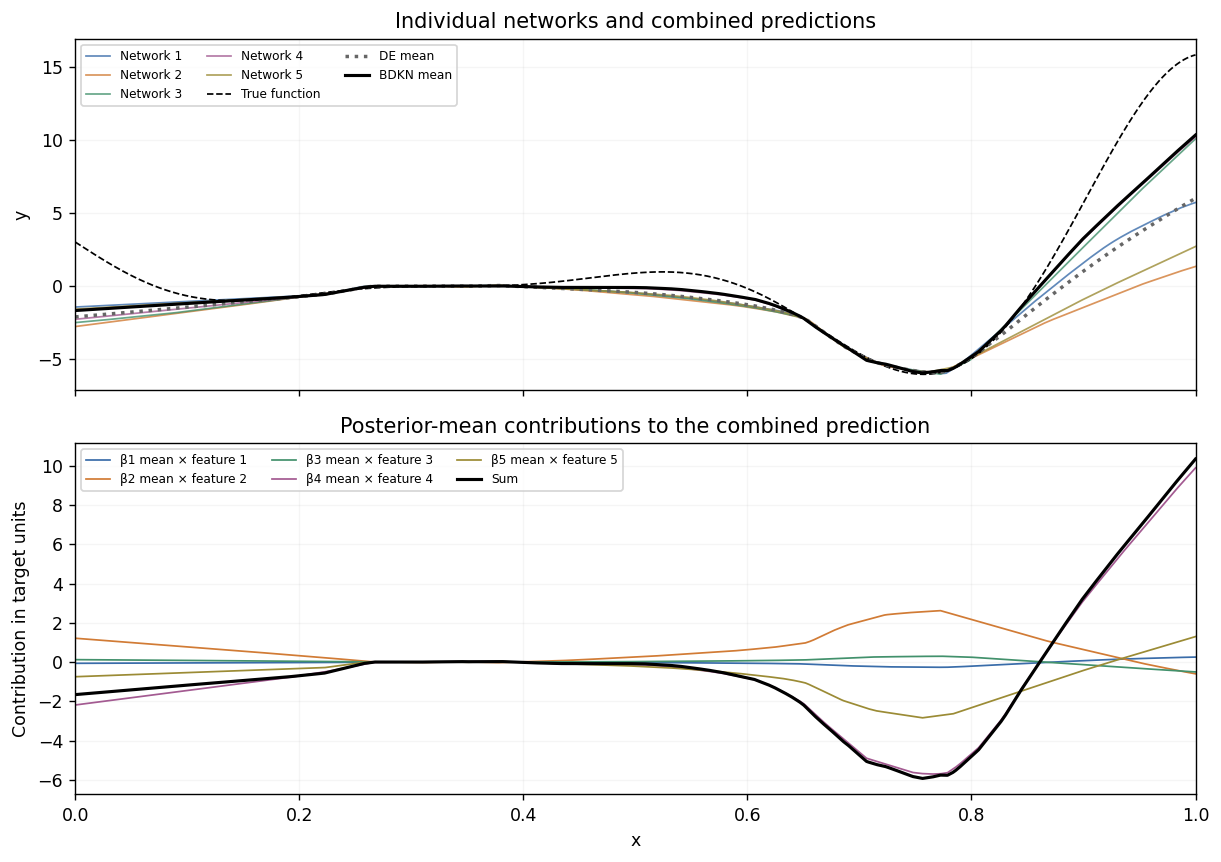 Individual networks and combined predictions
Network 1
Network 2
Network 3
Network 4
Network 5
True function
DE mean
BDKN mean
15
10
5
0
−5
y
Posterior-mean contributions to the combined prediction
β1 mean × feature 1
β2 mean × feature 2
β3 mean × feature 3
β4 mean × feature 4
β5 mean × feature 5
Sum
10
8
6
4
2
0
−2
−4
−6
Contribution in target units
0.0 0.2 0.4 0.6 0.8 1.0
x